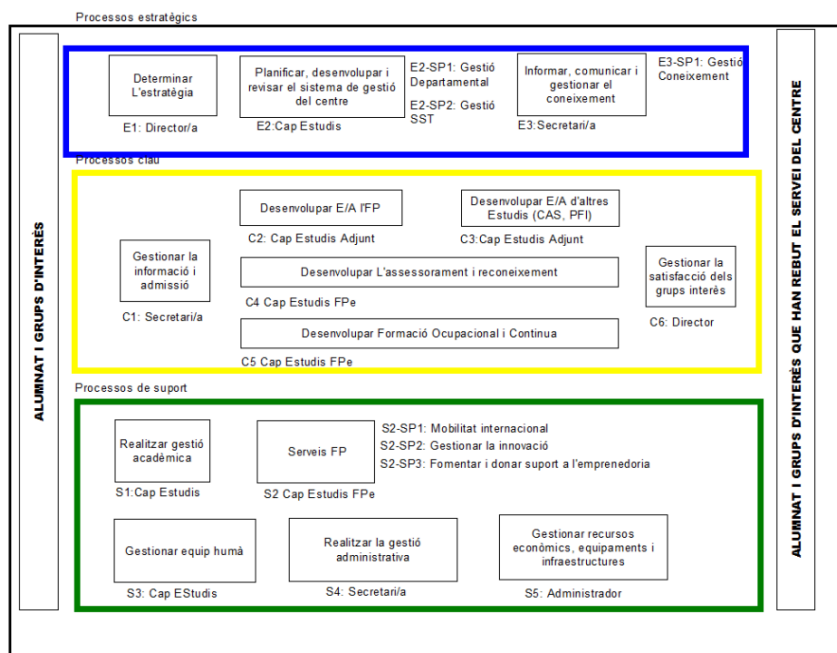 Processos estratègics
ALUMNAT I GRUPS D'INTERÈS
Determinar
L'estratègia
E1: Director/a
Planificar, desenvolupar i
revisar el sistema de gestió
del centre
E2:Cap Estudis
E2-SP1: Gestió
Departamental
E2-SP2: Gestió
SST
Informar, comunicar i
gestionar el
coneixement
E3:Secretari/a
E3-SP1: Gestió
Coneixement
Processos clau
Desenvolupar E/A l'FP
C2: Cap Estudis Adjunt
Desenvolupar E/A d'altres
Estudis (CAS, PFI)
C3:Cap Estudis Adjunt
Gestionar la
informació i
admissió
C1: Secretari/a
Desenvolupar L'assessorament i reconeixement
C4 Cap Estudis FPe
Desenvolupar Formació Ocupacional i Continua
C5 Cap Estudis FPe
Gestionar la
satisfacció dels
grups interès
C6: Director
Processos de suport
Realitzar gestió
acadèmica
S1:Cap Estudis
Serveis FP
S2 Cap Estudis FPe
S2-SP1: Mobilitat internacional
S2-SP2: Gestionar la innovació
S2-SP3: Fomentar i donar suport a l'emprenedoria
Gestionar equip humà
S3: Cap EStudis
Realitzar la gestió
administrativa
S4: Secretari/a
Gestionar recursos
econòmics, equipaments i
infraestructures
S5: Administrador
ALUMNAT I GRUPS D'INTERÈS QUE HAN REBUT EL SERVEI DEL CENTRE